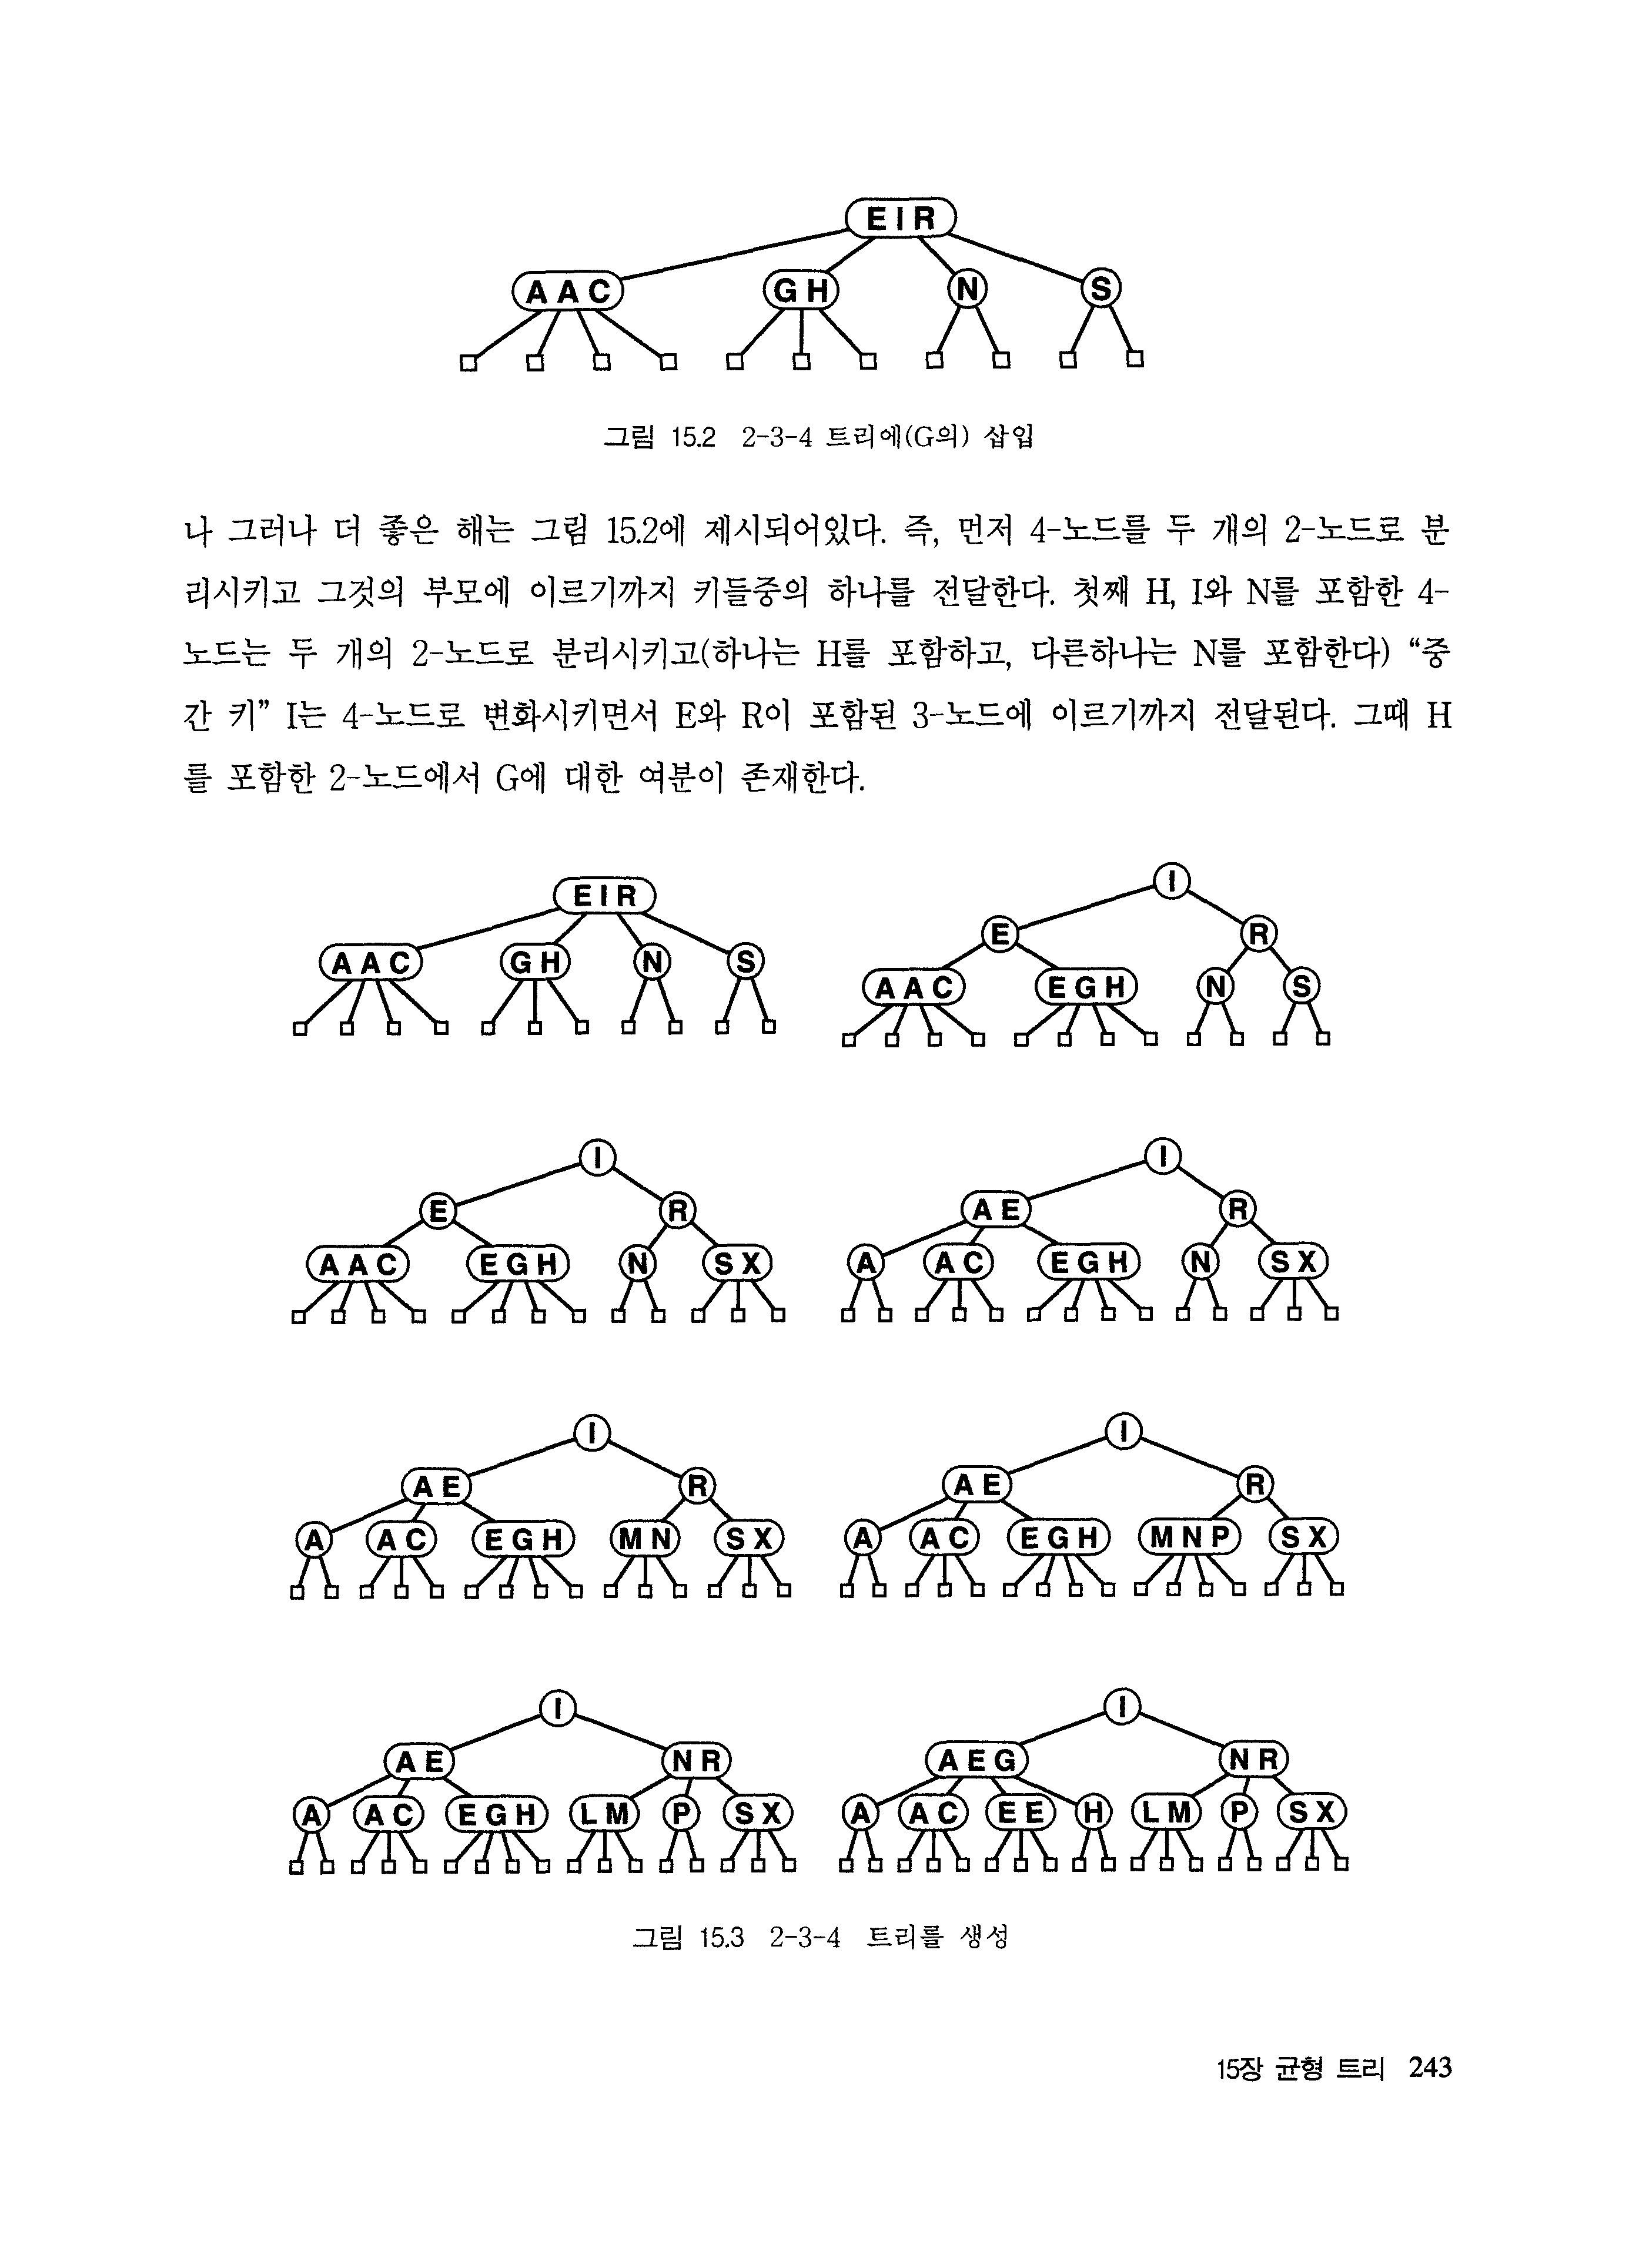 E I R
A A C G H N S
그림 15.2 2-3-4 트리에(G의) 삽입
나 그러나 더 좋은 해는 그림 15.2에 제시되어있다. 즉, 먼저 4-노드를 두 개의 2-노드로 분
리시키고 그것의 부모에 이르기까지 키들중의 하나를 전달한다. 첫째 H, I와 N를 포함한 4-
노드는 두 개의 2-노드로 분리시키고(하나는 H를 포함하고, 다른하나는 N를 포함한다) “중
간 키” I는 4-노드로 변화시키면서 E와 R이 포함된 3-노드에 이르기까지 전달된다. 그때 H
를 포함한 2-노드에서 G에 대한 여분이 존재한다.
E I R
A A C G H N S
I
E R
A A C E G H N S
I
E R
A A C E G H N S X
I
A E R
A A C E G H N S X
I
A E R
A A C E G H M N S X
I
A E R
A A C E G H M N P S X
I
A E N R
A A C E G H L M P S X
I
A E G N R
A A C E E H L M P S X
그림 15.3 2-3-4 트리를 생성
15장 균형 트리 243